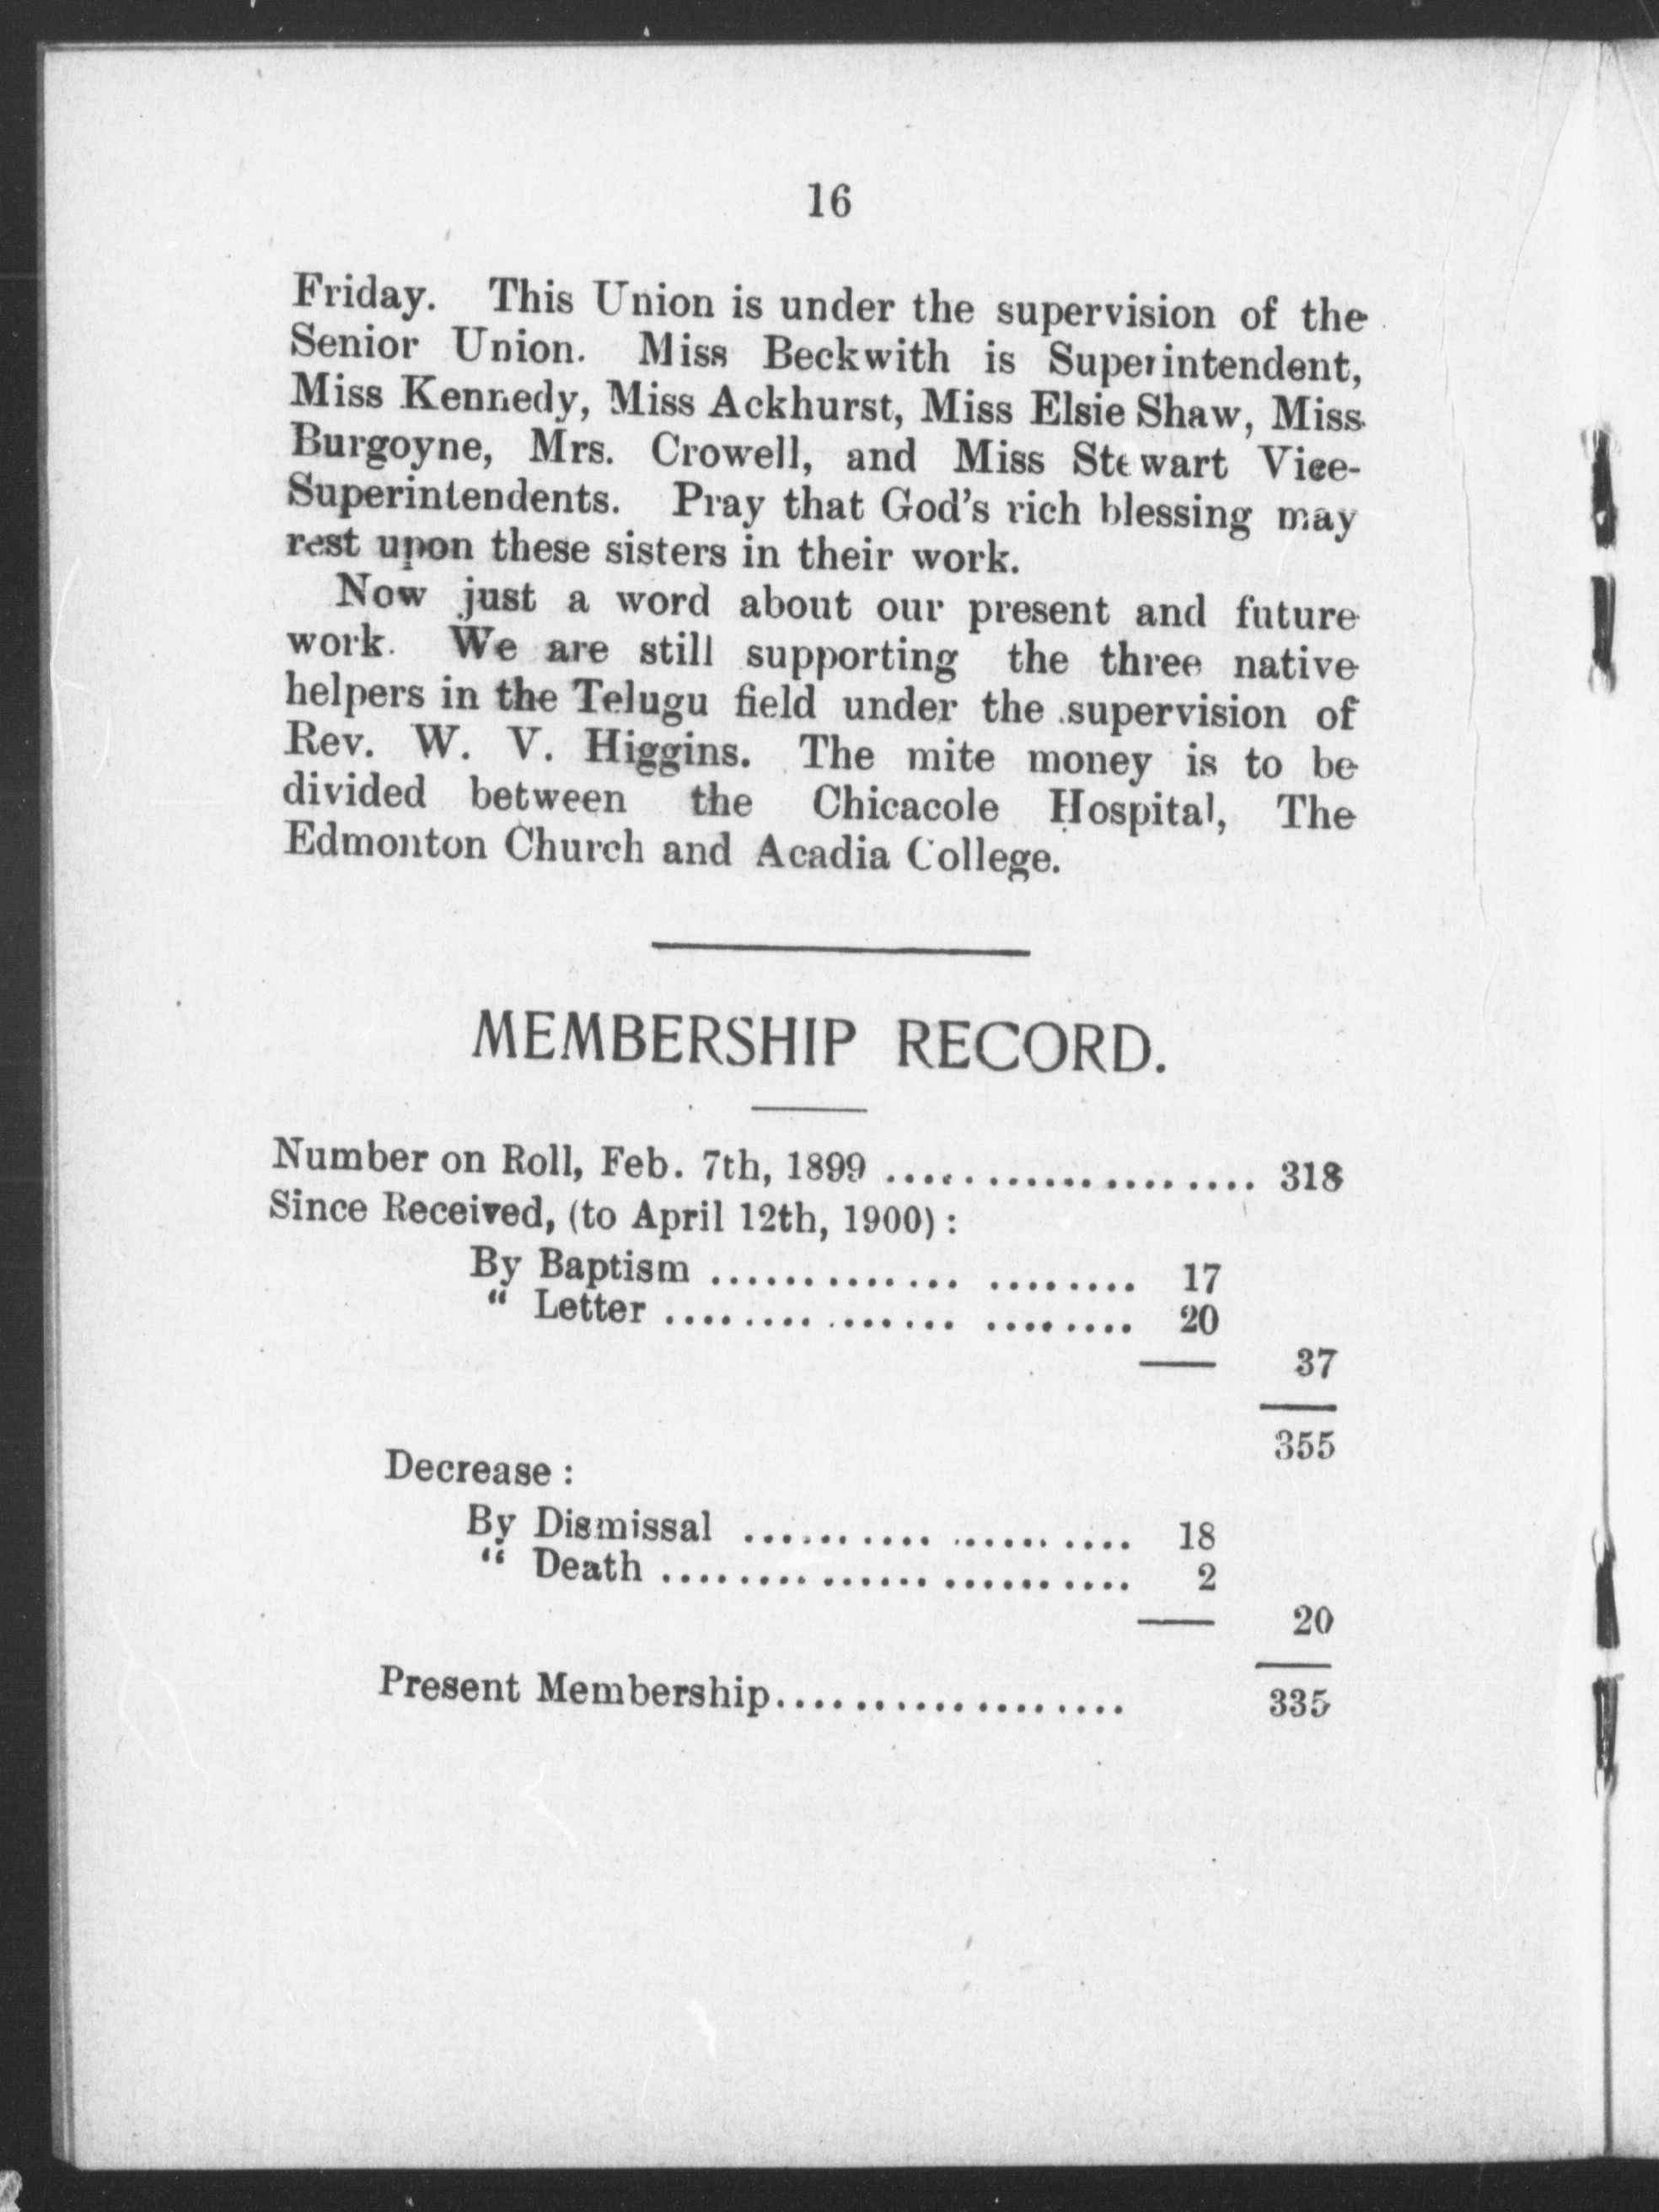 16
Friday. This Union is under the supervision of the
Senior Union. Miss Beckwith is Superintendent,
Miss Kennedy, Miss Ackhurst, Miss Elsie Shaw, Miss
Burgoyne, Mrs. Crowell, and Miss Stewart Vice-
Superintendents. Pray that God's rich blessing may
rest upon these sisters in their work.
Now just a word about our present and future
work. We are still supporting the three native
helpers in the Telugu field under the supervision of
Rev. W. V. Higgins. The mite money is to be
divided between the Chicacole Hospital, The
Edmonton Church and Acadia College.
MEMBERSHIP RECORD.
Number on Roll, Feb. 7th, 1899 .................... 318
Since Received, (to April 12th, 1900) :
By Baptism ..................... 17
" Letter ....................... 20
37
355
Decrease :
By Dismissal .................... 18
" Death ........................ 2
20
Present Membership................... 335